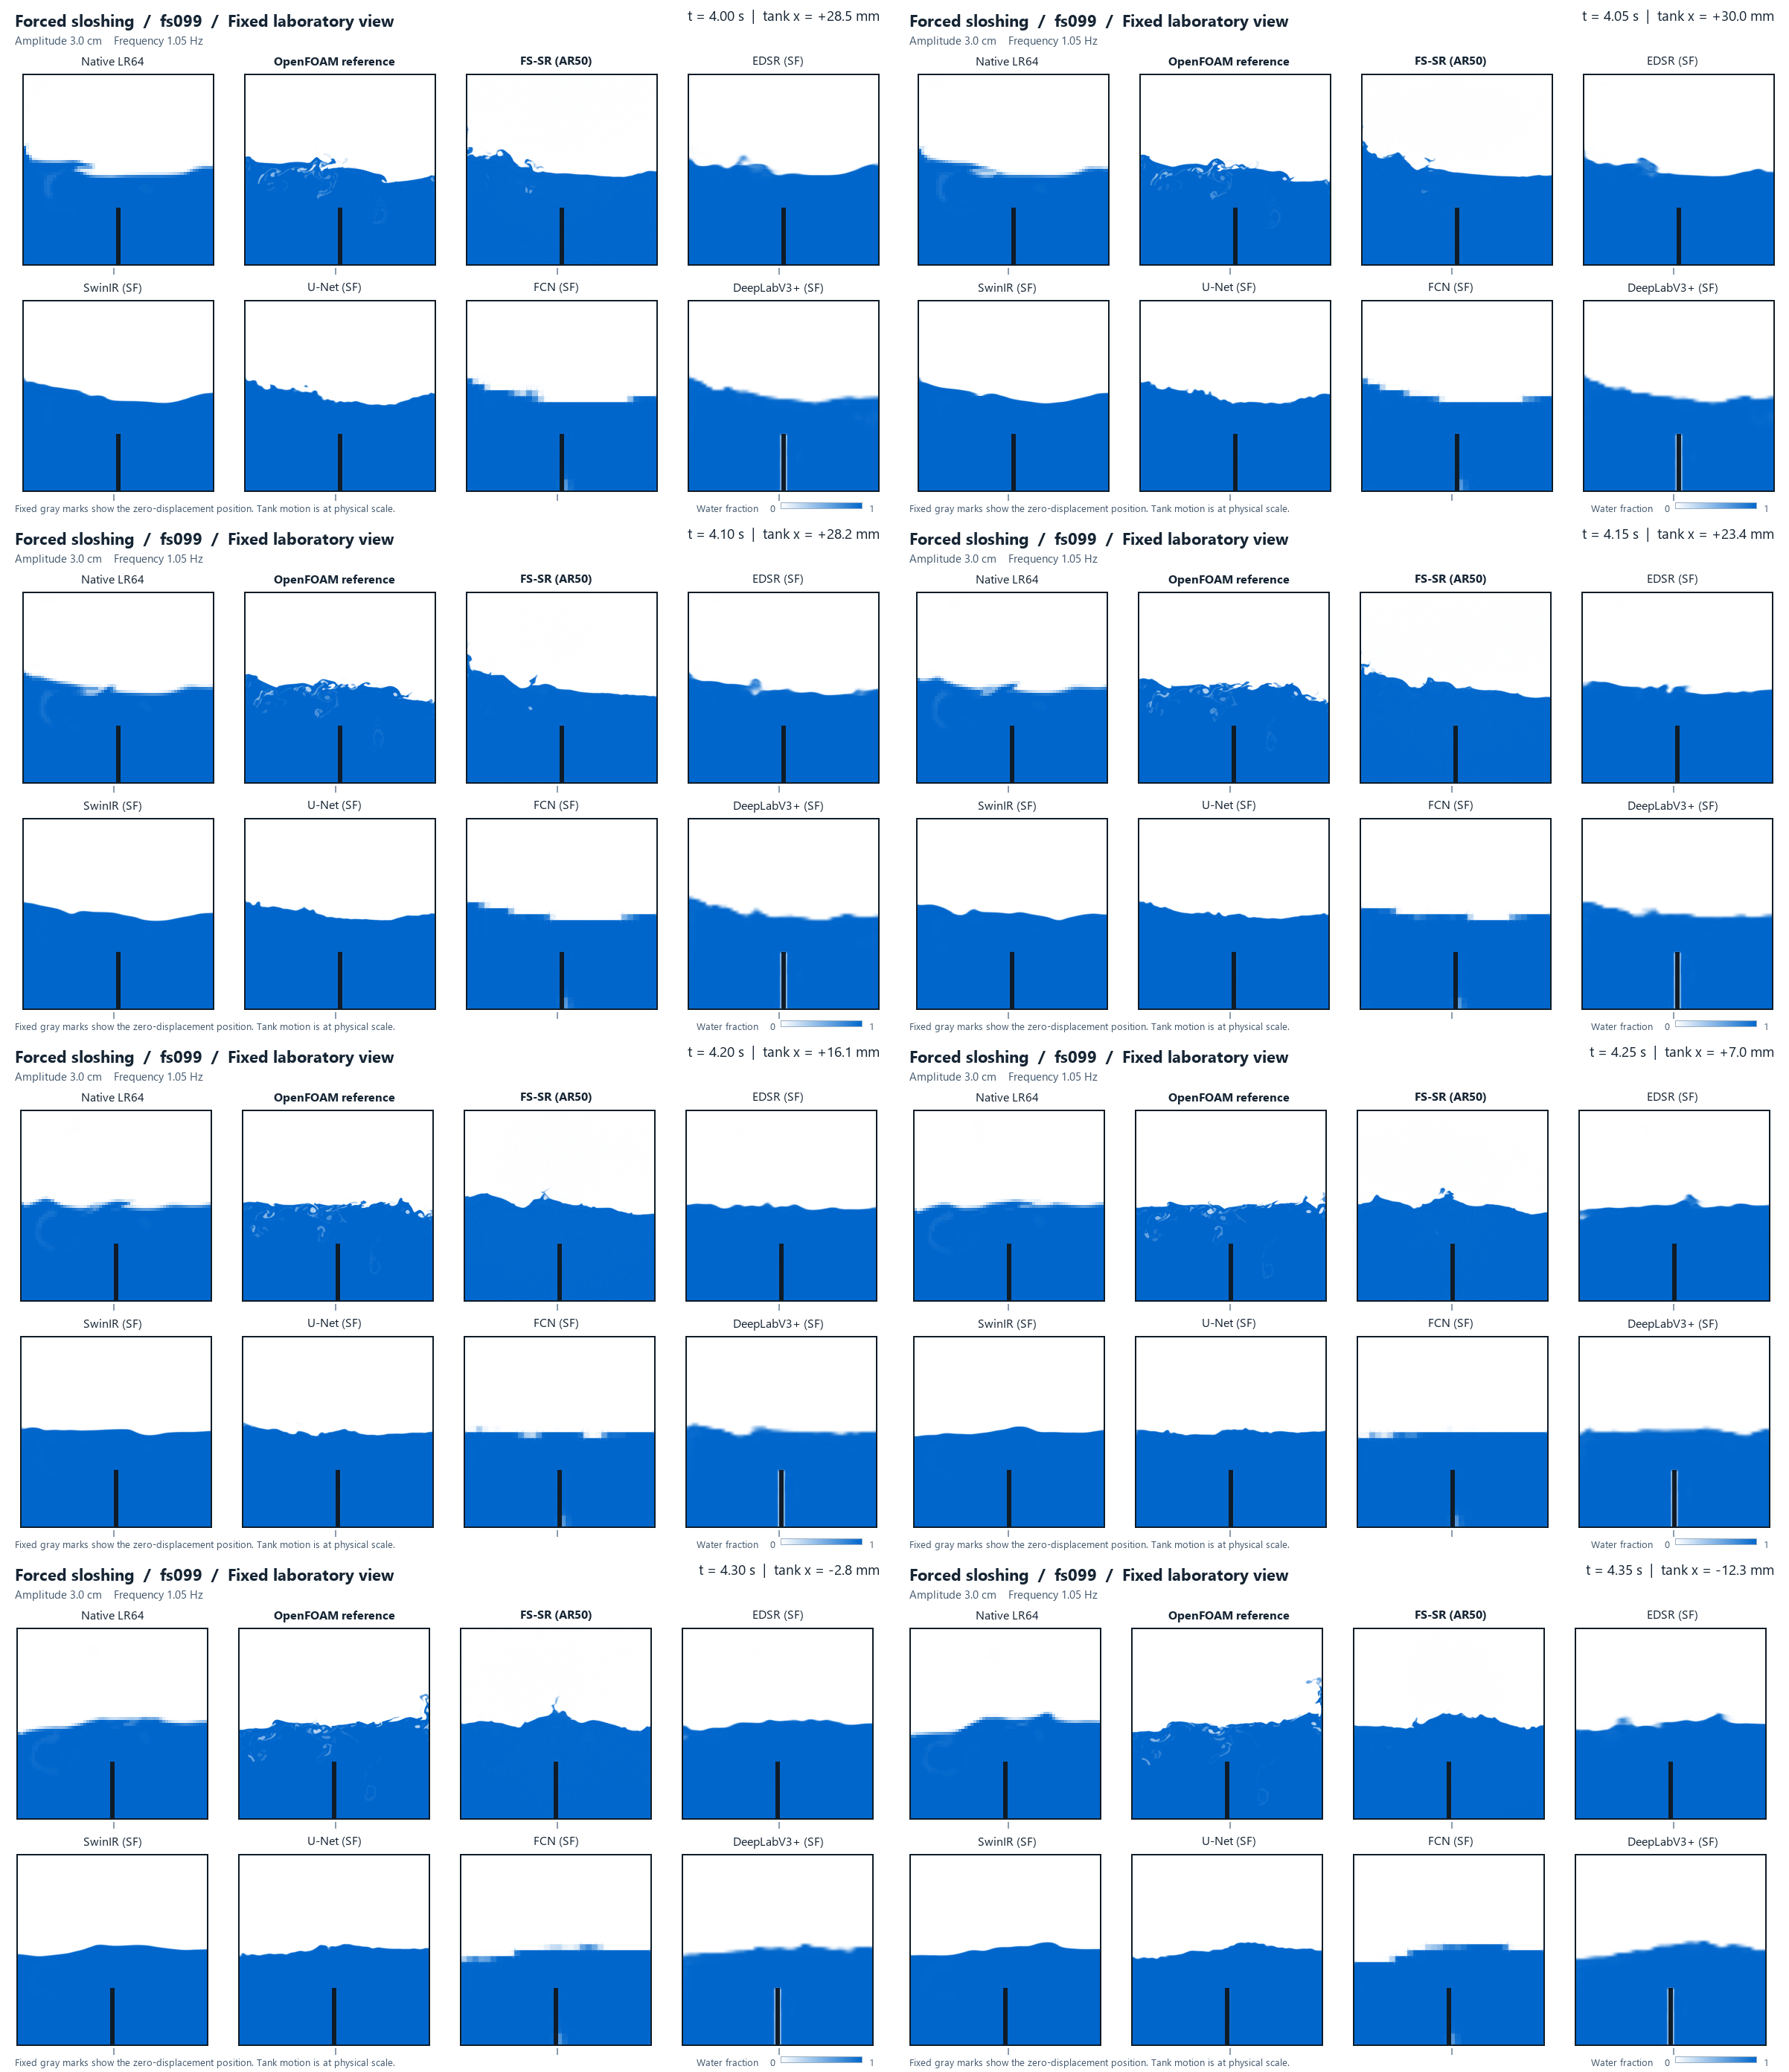 Forced sloshing / fs099 / Fixed laboratory view
t = 4.00 s | tank x = +28.5 mm
Amplitude 3.0 cm Frequency 1.05 Hz
Native LR64
OpenFOAM reference
FS-SR (AR50)
EDSR (SF)
SwinIR (SF)
U-Net (SF)
FCN (SF)
DeepLabV3+ (SF)
Fixed gray marks show the zero-displacement position. Tank motion is at physical scale.
Water fraction 0 1
Forced sloshing / fs099 / Fixed laboratory view
t = 4.05 s | tank x = +30.0 mm
Amplitude 3.0 cm Frequency 1.05 Hz
Native LR64
OpenFOAM reference
FS-SR (AR50)
EDSR (SF)
SwinIR (SF)
U-Net (SF)
FCN (SF)
DeepLabV3+ (SF)
Fixed gray marks show the zero-displacement position. Tank motion is at physical scale.
Water fraction 0 1
Forced sloshing / fs099 / Fixed laboratory view
t = 4.10 s | tank x = +28.2 mm
Amplitude 3.0 cm Frequency 1.05 Hz
Native LR64
OpenFOAM reference
FS-SR (AR50)
EDSR (SF)
SwinIR (SF)
U-Net (SF)
FCN (SF)
DeepLabV3+ (SF)
Fixed gray marks show the zero-displacement position. Tank motion is at physical scale.
Water fraction 0 1
Forced sloshing / fs099 / Fixed laboratory view
t = 4.15 s | tank x = +23.4 mm
Amplitude 3.0 cm Frequency 1.05 Hz
Native LR64
OpenFOAM reference
FS-SR (AR50)
EDSR (SF)
SwinIR (SF)
U-Net (SF)
FCN (SF)
DeepLabV3+ (SF)
Fixed gray marks show the zero-displacement position. Tank motion is at physical scale.
Water fraction 0 1
Forced sloshing / fs099 / Fixed laboratory view
t = 4.20 s | tank x = +16.1 mm
Amplitude 3.0 cm Frequency 1.05 Hz
Native LR64
OpenFOAM reference
FS-SR (AR50)
EDSR (SF)
SwinIR (SF)
U-Net (SF)
FCN (SF)
DeepLabV3+ (SF)
Fixed gray marks show the zero-displacement position. Tank motion is at physical scale.
Water fraction 0 1
Forced sloshing / fs099 / Fixed laboratory view
t = 4.25 s | tank x = +7.0 mm
Amplitude 3.0 cm Frequency 1.05 Hz
Native LR64
OpenFOAM reference
FS-SR (AR50)
EDSR (SF)
SwinIR (SF)
U-Net (SF)
FCN (SF)
DeepLabV3+ (SF)
Fixed gray marks show the zero-displacement position. Tank motion is at physical scale.
Water fraction 0 1
Forced sloshing / fs099 / Fixed laboratory view
t = 4.30 s | tank x = -2.8 mm
Amplitude 3.0 cm Frequency 1.05 Hz
Native LR64
OpenFOAM reference
FS-SR (AR50)
EDSR (SF)
SwinIR (SF)
U-Net (SF)
FCN (SF)
DeepLabV3+ (SF)
Fixed gray marks show the zero-displacement position. Tank motion is at physical scale.
Water fraction 0 1
Forced sloshing / fs099 / Fixed laboratory view
t = 4.35 s | tank x = -12.3 mm
Amplitude 3.0 cm Frequency 1.05 Hz
Native LR64
OpenFOAM reference
FS-SR (AR50)
EDSR (SF)
SwinIR (SF)
U-Net (SF)
FCN (SF)
DeepLabV3+ (SF)
Fixed gray marks show the zero-displacement position. Tank motion is at physical scale.
Water fraction 0 1